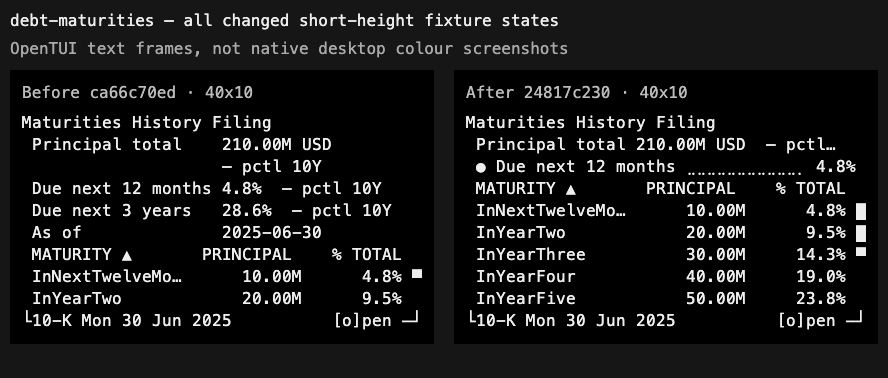 debt-maturities — all changed short-height fixture states
OpenTUI text frames, not native desktop colour screenshots
Before ca66c70ed · 40x10
Maturities History Filing
Principal total 210.00M USD
— pctl 10Y
Due next 12 months 4.8% — pctl 10Y
Due next 3 years 28.6% — pctl 10Y
As of 2025-06-30
MATURITY ▲ PRINCIPAL % TOTAL
InNextTwelveMo… 10.00M 4.8%
InYearTwo 20.00M 9.5%
└10-K Mon 30 Jun 2025 [o]pen ─┘
After 24817c230 · 40x10
Maturities History Filing
Principal total 210.00M USD — pctl…
● Due next 12 months ………………………… 4.8%
MATURITY ▲ PRINCIPAL % TOTAL
InNextTwelveMo… 10.00M 4.8%
InYearTwo 20.00M 9.5%
InYearThree 30.00M 14.3%
InYearFour 40.00M 19.0%
InYearFive 50.00M 23.8%
└10-K Mon 30 Jun 2025 [o]pen ─┘